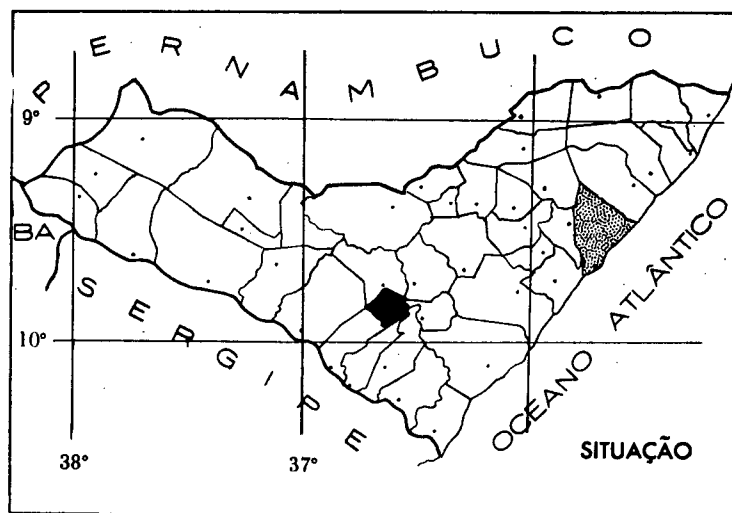 PERNAMBUCO
9°
BA
SERGIPE
10°
OCEANO ATLÂNTICO
SITUAÇÃO
38°
37°